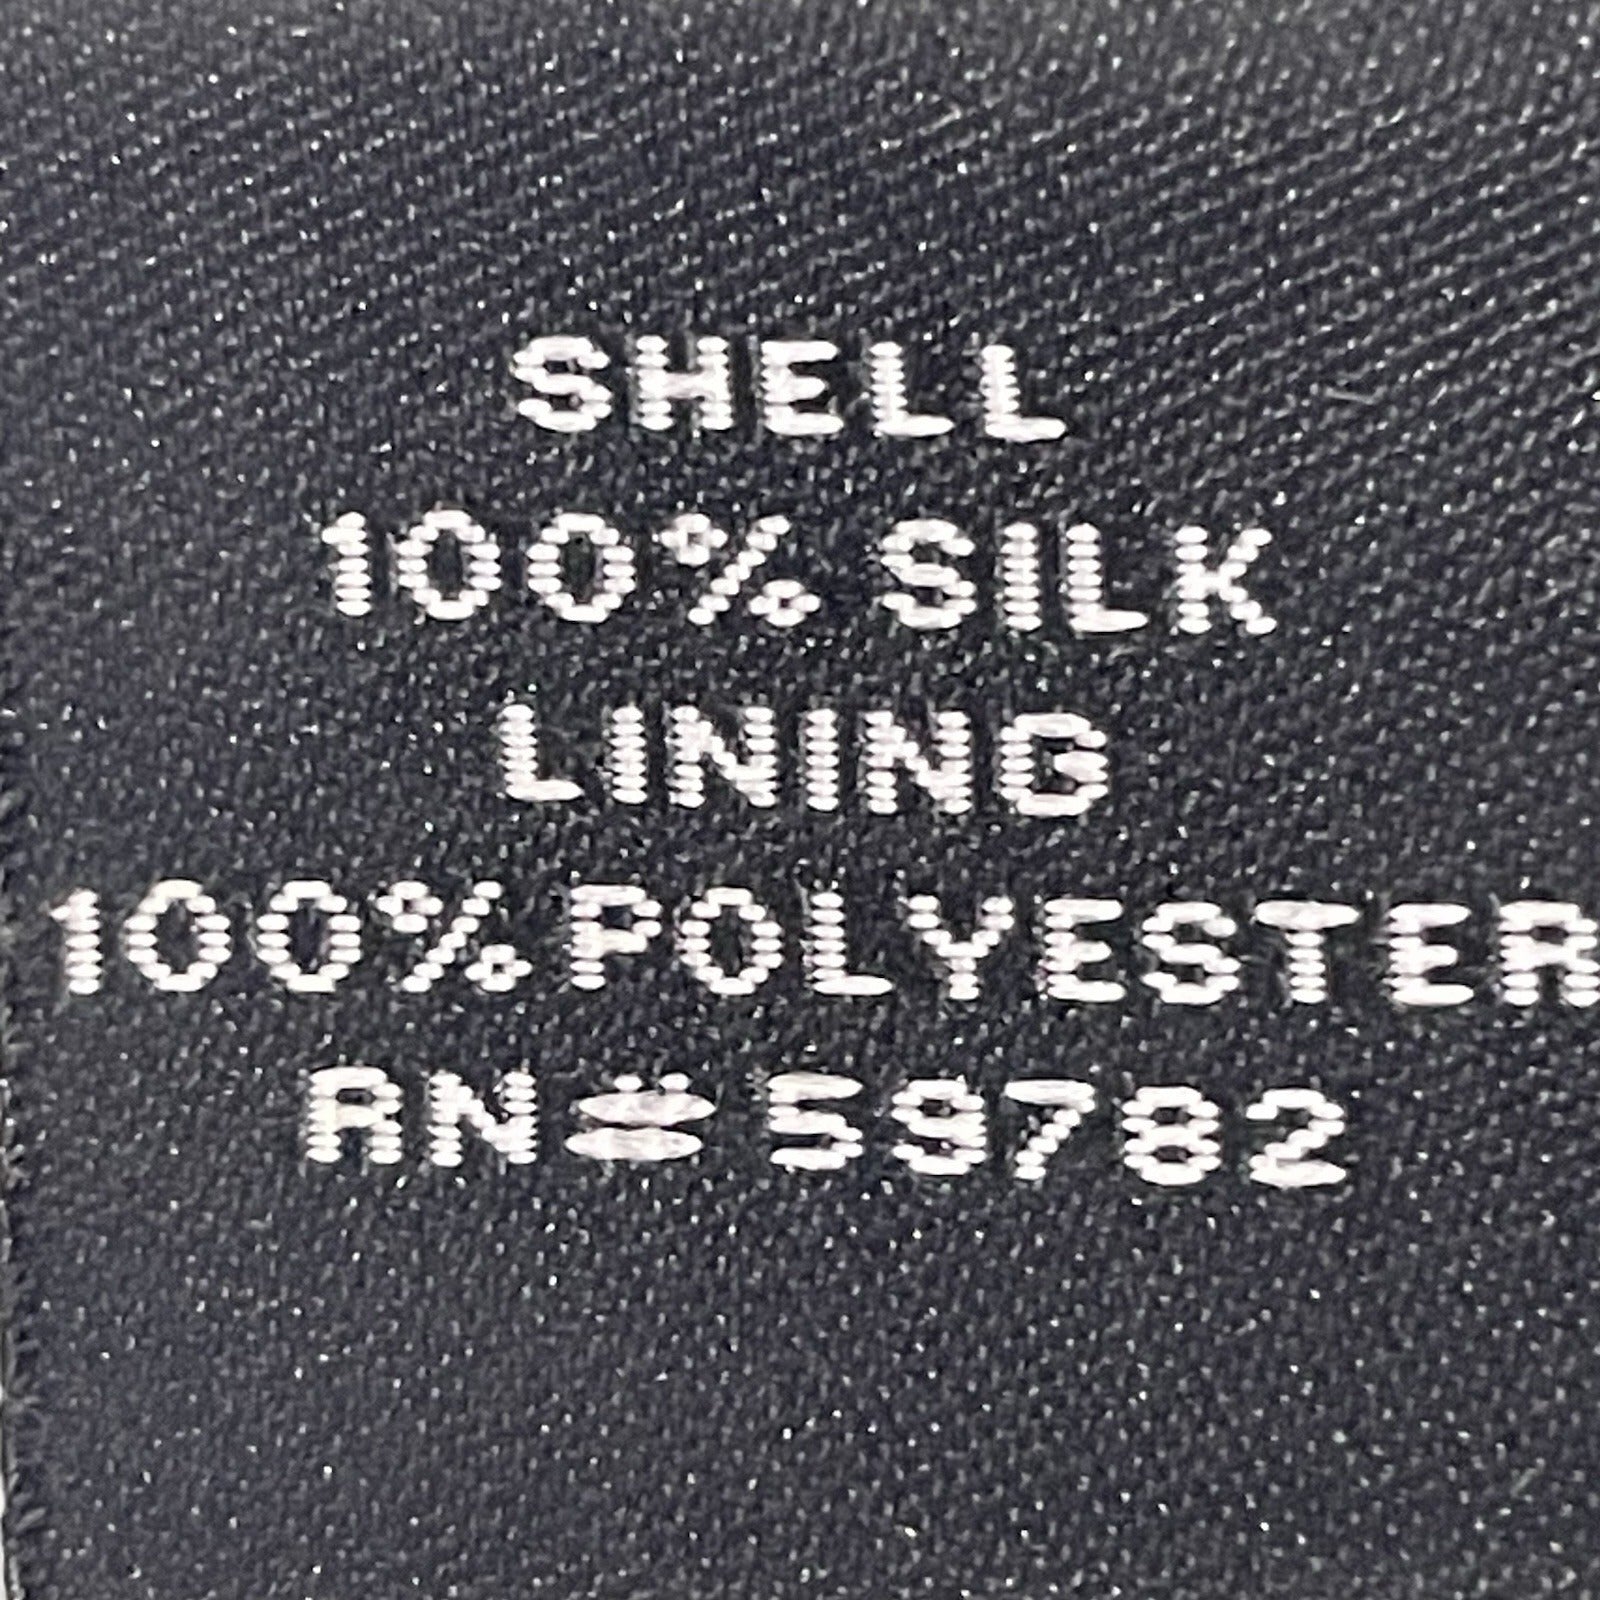 SHELL
100% SILK
LINING
100% POLYESTER
RN# 59782